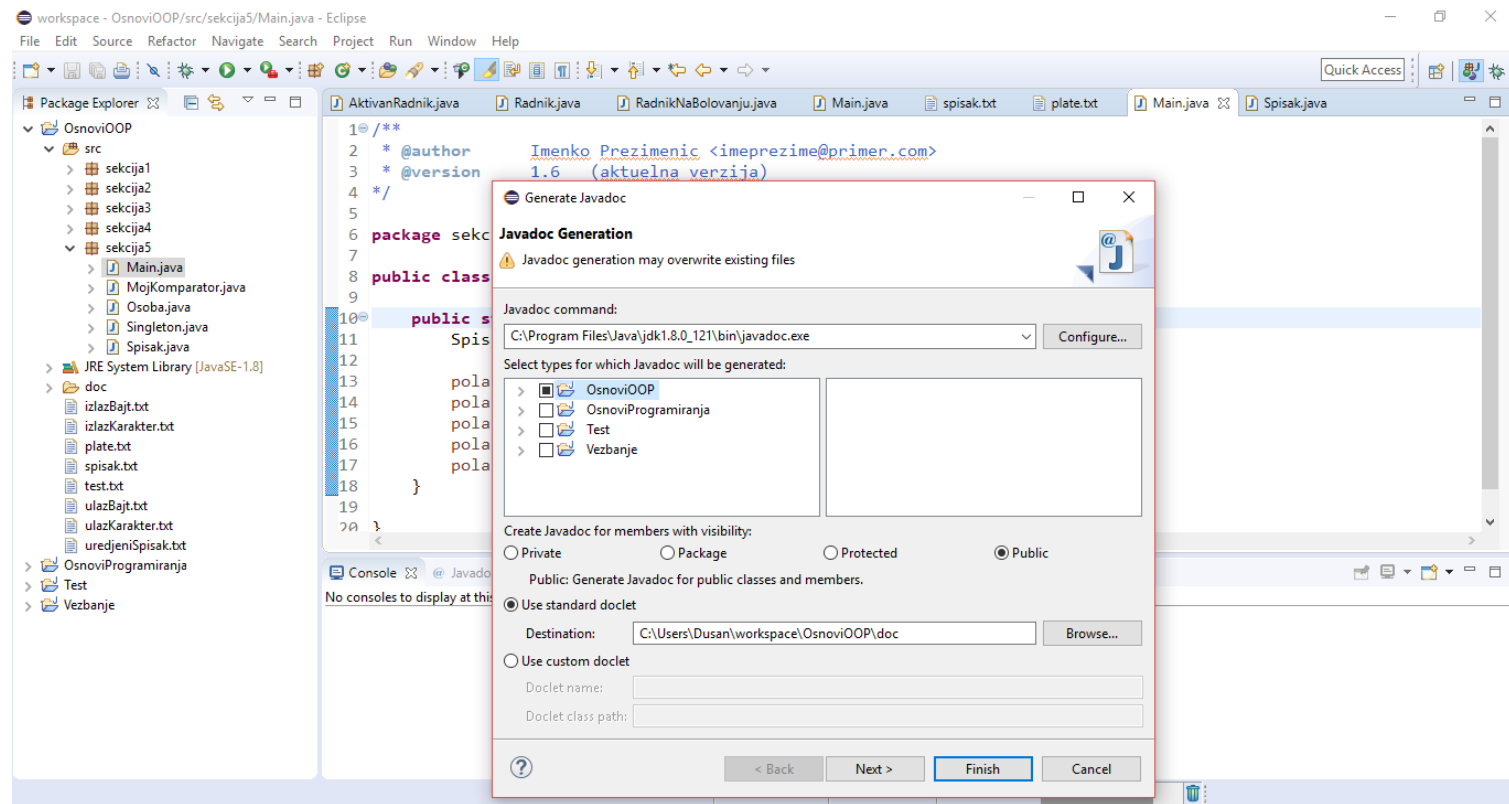 workspace - OsnoviOOP/src/sekcija5/Main.java - Eclipse
File Edit Source Refactor Navigate Search Project Run Window Help
Quick Access
Package Explorer
OsnoviOOP
src
sekcija1
sekcija2
sekcija3
sekcija4
sekcija5
Main.java
MojKomparator.java
Osoba.java
Singleton.java
Spisak.java
JRE System Library [JavaSE-1.8]
doc
izlazBajt.txt
izlazKarakter.txt
plate.txt
spisak.txt
test.txt
ulazBajt.txt
ulazKarakter.txt
uredjeniSpisak.txt
OsnoviProgramiranja
Test
Vezbanje
AktivanRadnik.java Radnik.java RadnikNaBolovanju.java Main.java spisak.txt plate.txt Main.java Spisak.java
1 /**
2 * @author Imenko Prezimenic <imeprezime@primer.com>
3 * @version 1.6 (aktuelna verzija)
4 */
5
6 package sekc
7
8 public class
9
10 public s
11 Spis
12
13 pola
14 pola
15 pola
16 pola
17 pola
18 }
19
20 }
Console @ Javado
No consoles to display at this
Generate Javadoc
Javadoc Generation
Javadoc generation may overwrite existing files
@ J
Javadoc command:
C:\Program Files\Java\jdk1.8.0_121\bin\javadoc.exe Configure...
Select types for which Javadoc will be generated:
OsnoviOOP
OsnoviProgramiranja
Test
Vezbanje
Create Javadoc for members with visibility:
Private Package Protected Public
Public: Generate Javadoc for public classes and members.
Use standard doclet
Destination: C:\Users\Dusan\workspace\OsnoviOOP\doc Browse...
Use custom doclet
Doclet name:
Doclet class path:
? < Back Next > Finish Cancel